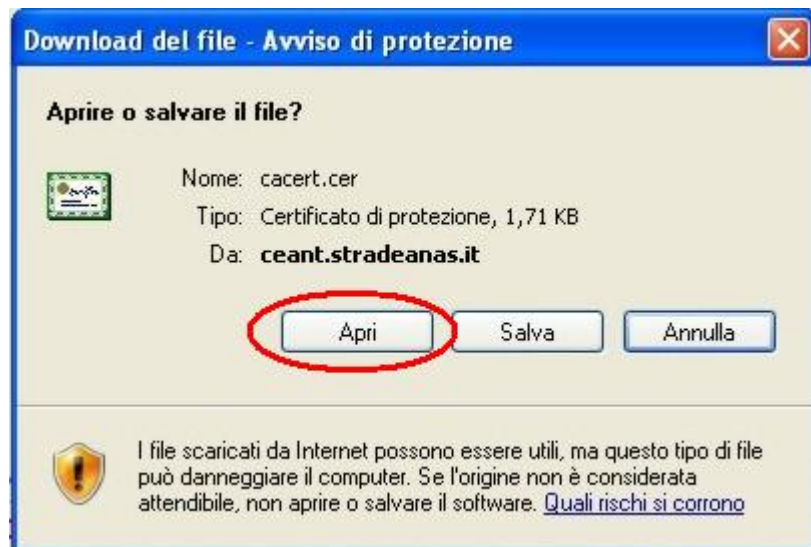 Download del file - Avviso di protezione
Aprire o salvare il file?
Nome: cacert.cer
Tipo: Certificato di protezione, 1,71 KB
Da: ceant.stradeanas.it
Apri Salva Annulla
I file scaricati da Internet possono essere utili, ma questo tipo di file
può danneggiare il computer. Se l'origine non è considerata
attendibile, non aprire o salvare il software. Quali rischi si corrono